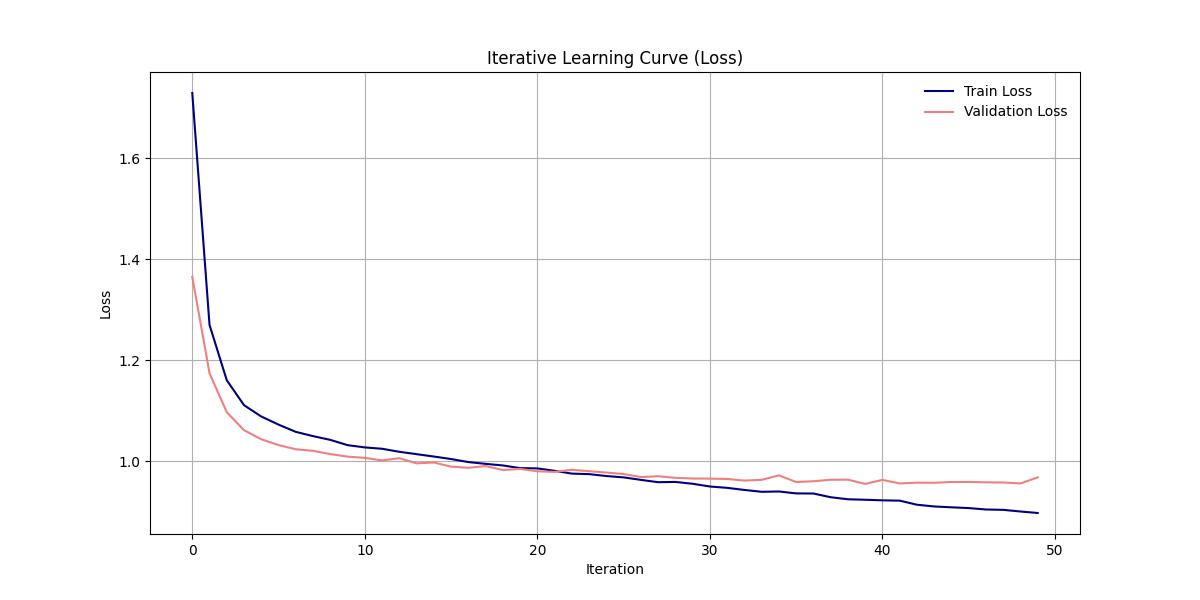 Iterative Learning Curve (Loss)
Train Loss
Validation Loss
1.6
1.4
1.2
1.0
Loss
0 10 20 30 40 50
Iteration